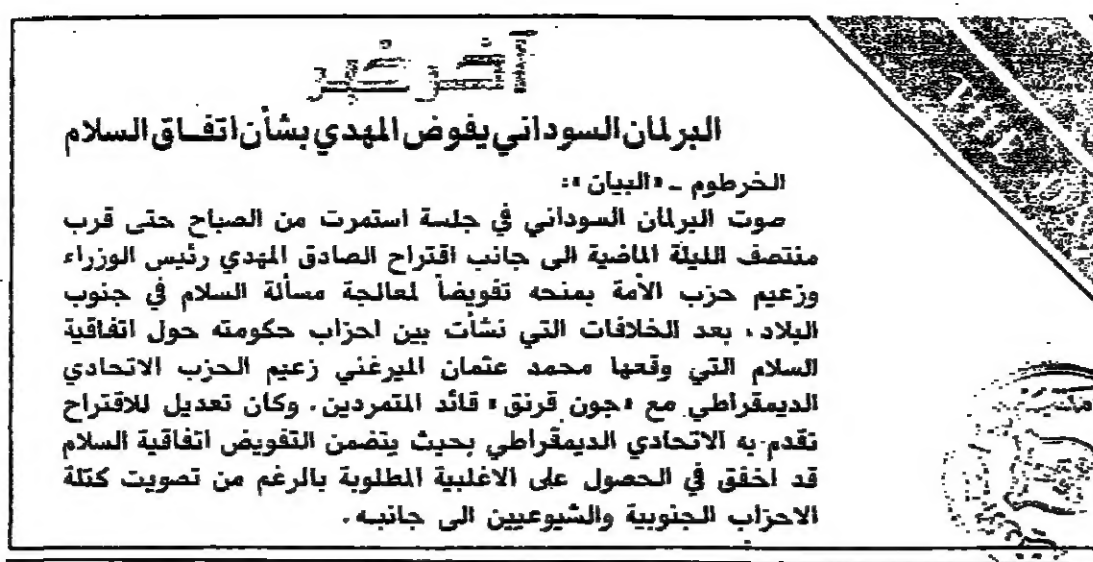 آخر خبر
البرلمان السوداني يفوض المهدي بشأن اتفــاق السلام
الخرطوم ـ «البيان»:
صوت البرلمان السوداني في جلسة استمرت من الصباح حتى قرب
منتصف الليلة الماضية الى جانب اقتراح الصادق المهدي رئيس الوزراء
وزعيم حزب الأمة بمنحه تفويضاً لمعالجة مسألة السلام في جنوب
البلاد، بعد الخلافات التي نشأت بين احزاب حكومته حول اتفاقية
السلام التي وقعها محمد عثمان الميرغني زعيم الحزب الاتحادي
الديمقراطي مع «جون قرنق» قائد المتمردين. وكان تعديل للاقتراح
تقدم به الاتحادي الديمقراطي بحيث يتضمن التفويض اتفاقية السلام
قد اخفق في الحصول على الاغلبية المطلوبة بالرغم من تصويت كتلة
الاحزاب الجنوبية والشيوعيين الى جانبـه.